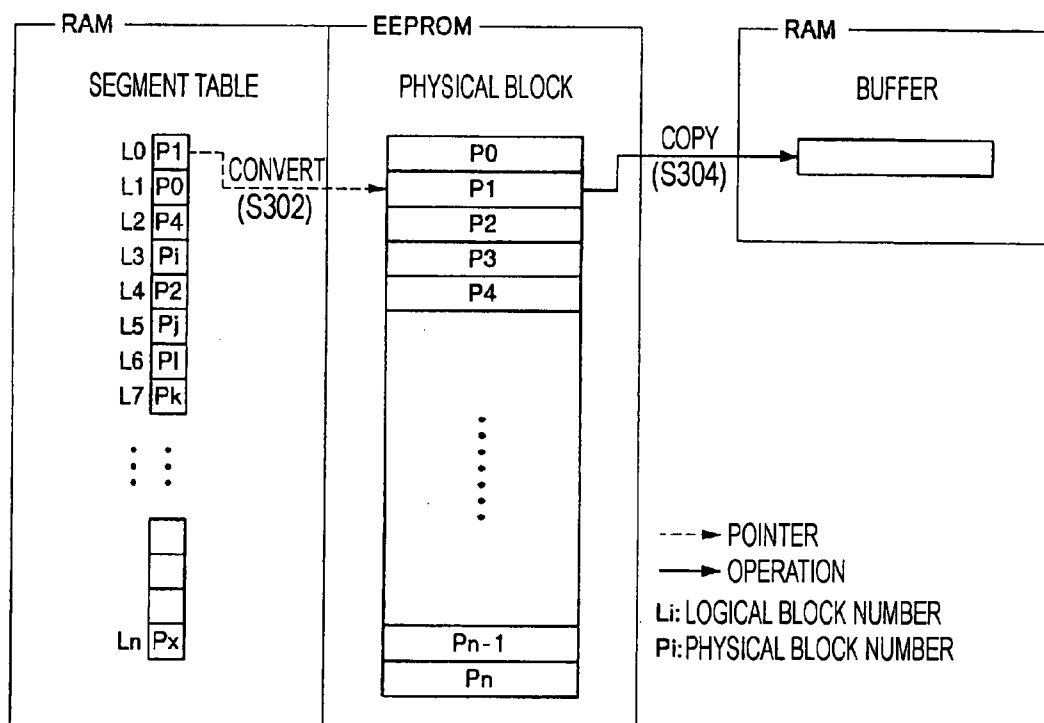 RAM
SEGMENT TABLE
L0 P1
L1 P0
L2 P4
L3 Pi
L4 P2
L5 Pj
L6 Pl
L7 Pk
Ln Px
CONVERT
(S302)
EEPROM
PHYSICAL BLOCK
P0
P1
P2
P3
P4
Pn-1
Pn
COPY
(S304)
RAM
BUFFER
POINTER
OPERATION
Li: LOGICAL BLOCK NUMBER
Pi: PHYSICAL BLOCK NUMBER